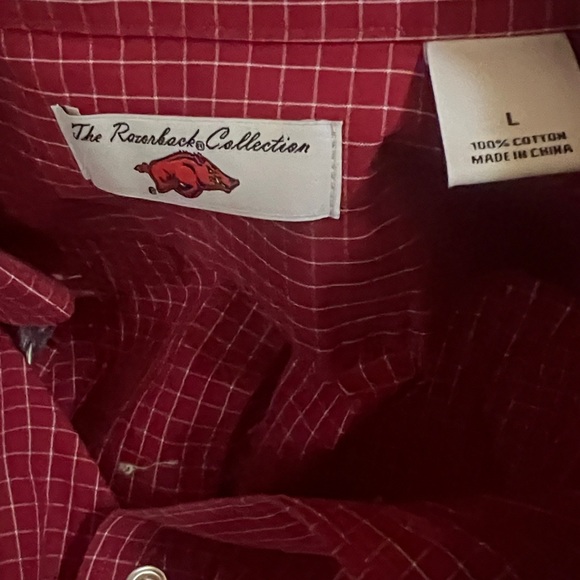 The Razorback® Collection
L
100% COTTON
MADE IN CHINA